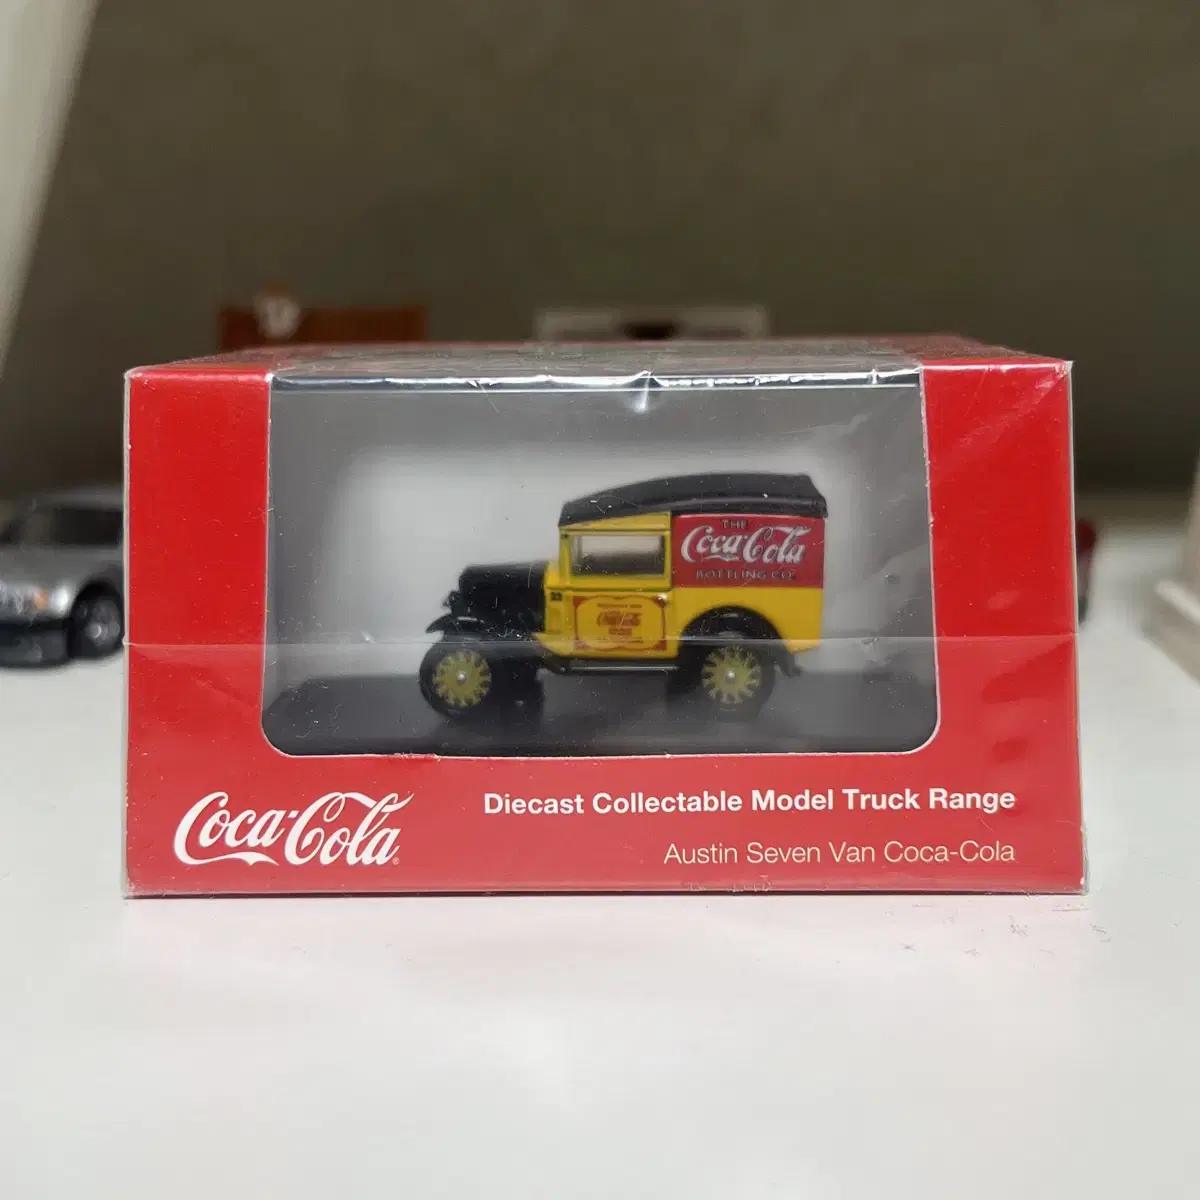 THE
Coca-Cola
BOTTLING CO.
Coca-Cola
Diecast Collectable Model Truck Range
Austin Seven Van Coca-Cola